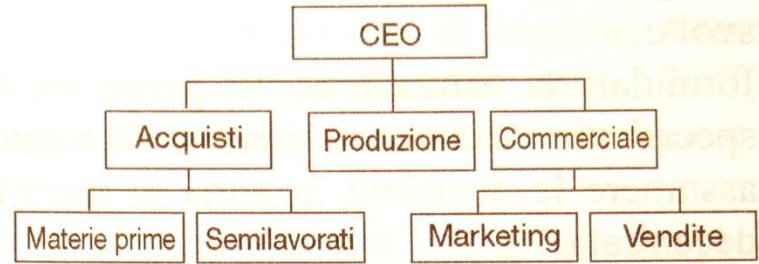 CEO
Acquisti
Produzione
Commerciale
Materie prime
Semilavorati
Marketing
Vendite